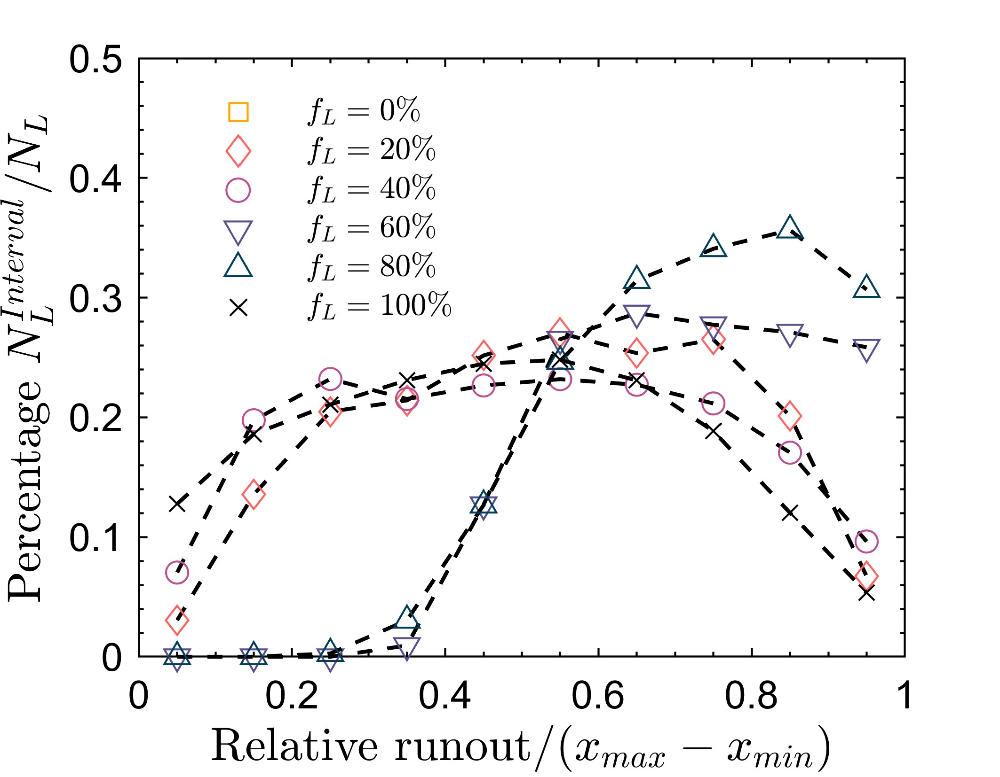 0.5
0.4
0.3
0.2
0.1
0
0 0.2 0.4 0.6 0.8 1
Percentage N_L^{Interval}/N_L
Relative runout/(x_{max} − x_{min})
f_L = 0%
f_L = 20%
f_L = 40%
f_L = 60%
f_L = 80%
f_L = 100%